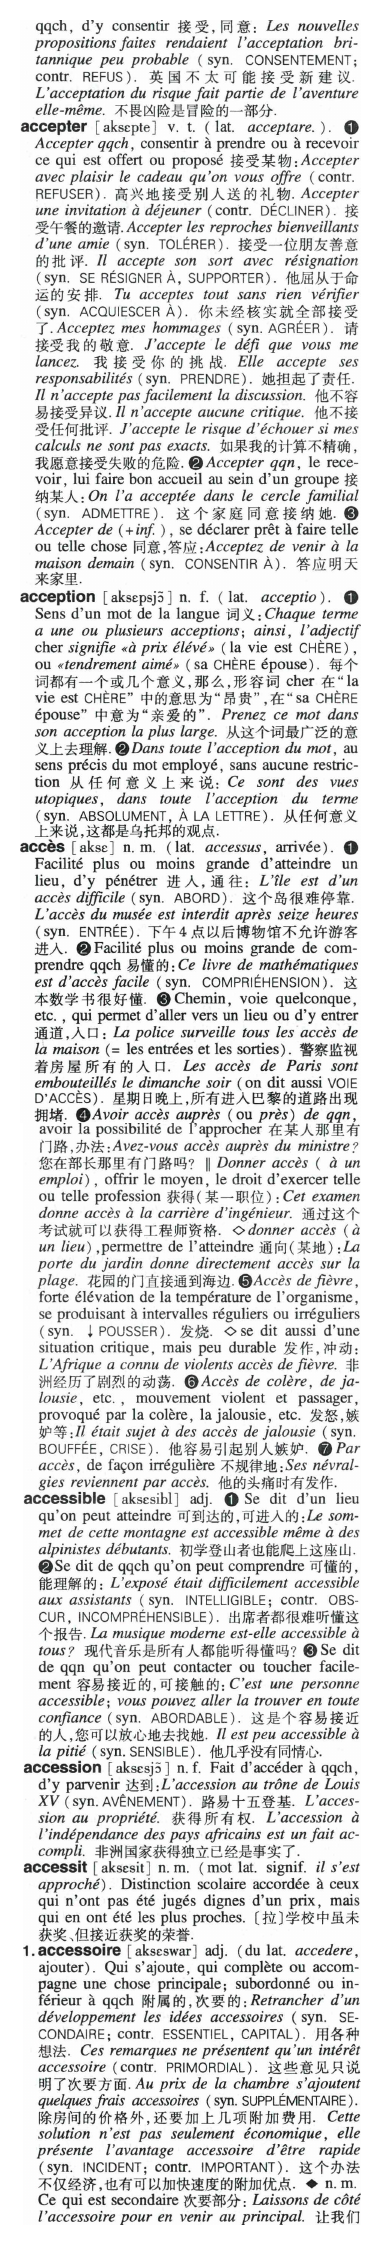 qqch, d'y consentir 接受,同意: Les nouvelles
propositions faites rendaient l'acceptation bri-
tannique peu probable (syn. CONSENTEMENT;
contr. REFUS). 英国不太可能接受新建议.
L'acceptation du risque fait partie de l'aventure
elle-même. 不畏凶险是冒险的一部分.
accepter [aksɛpte] v. t. (lat. acceptare.). ❶
Accepter qqch, consentir à prendre ou à recevoir
ce qui est offert ou proposé 接受某物:Accepter
avec plaisir le cadeau qu'on vous offre (contr.
REFUSER). 高兴地接受别人送的礼物. Accepter
une invitation à déjeuner (contr. DÉCLINER). 接
受午餐的邀请.Accepter les reproches bienveillants
d'une amie (syn. TOLÉRER). 接受一位朋友善意
的批评. Il accepte son sort avec résignation
(syn. SE RÉSIGNER À, SUPPORTER). 他屈从于命
运的安排. Tu acceptes tout sans rien vérifier
(syn. ACQUIESCER À). 你未经核实就全部接受
了.Acceptez mes hommages (syn. AGRÉER). 请
接受我的敬意. J'accepte le défi que vous me
lancez. 我接受你的挑战. Elle accepte ses
responsabilités (syn. PRENDRE). 她担起了责任.
Il n'accepte pas facilement la discussion. 他不容
易接受异议.Il n'accepte aucune critique. 他不接
受任何批评. J'accepte le risque d'échouer si mes
calculs ne sont pas exacts. 如果我的计算不精确,
我愿意接受失败的危险. ❷Accepter qqn, le rece-
voir, lui faire bon accueil au sein d'un groupe 接
纳某人:On l'a acceptée dans le cercle familial
(syn. ADMETTRE). 这个家庭同意接纳她. ❸
Accepter de (+inf.), se déclarer prêt à faire telle
ou telle chose 同意,答应:Acceptez de venir à la
maison demain (syn. CONSENTIR À). 答应明天
来家里.
acception [aksɛpsjɔ̃] n. f. (lat. acceptio). ❶
Sens d'un mot de la langue 词义:Chaque terme
a une ou plusieurs acceptions; ainsi, l'adjectif
cher signifie «à prix élévé» (la vie est CHÈRE),
ou «tendrement aimé» (sa CHÈRE épouse). 每个
词都有一个或几个意义,那么,形容词 cher 在“la
vie est CHÈRE” 中的意思为“昂贵”,在“sa CHÈRE
épouse” 中意为“亲爱的”. Prenez ce mot dans
son acception la plus large. 从这个词最广泛的意
义上去理解. ❷Dans toute l'acception du mot, au
sens précis du mot employé, sans aucune restric-
tion 从任何意义上来说: Ce sont des vues
utopiques, dans toute l'acception du terme
(syn. ABSOLUMENT, À LA LETTRE). 从任何意义
上来说,这都是乌托邦的观点.
accès [aksɛ] n. m. (lat. accessus, arrivée). ❶
Facilité plus ou moins grande d'atteindre un
lieu, d'y pénétrer 进入,通往: L'île est d'un
accès difficile (syn. ABORD). 这个岛很难停靠.
L'accès du musée est interdit après seize heures
(syn. ENTRÉE). 下午4点以后博物馆不允许游客
进入. ❷Facilité plus ou moins grande de com-
prendre qqch 易懂的:Ce livre de mathématiques
est d'accès facile (syn. COMPRIÉHENSION). 这
本数学书很好懂. ❸ Chemin, voie quelconque,
etc., qui permet d'aller vers un lieu ou d'y entrer
通道,入口: La police surveille tous les accès de
la maison (= les entrées et les sorties). 警察监视
着房屋所有的人口. Les accès de Paris sont
embouteillés le dimanche soir (on dit aussi VOIE
D'ACCÈS). 星期日晚上,所有进入巴黎的道路出现
拥堵. ❹Avoir accès auprès (ou près) de qqn,
avoir la possibilité de l'approcher 在某人那里有
门路,办法:Avez-vous accès auprès du ministre?
您在部长那里有门路吗? ‖ Donner accès ( à un
emploi), offrir le moyen, le droit d'exercer telle
ou telle profession 获得(某一职位):Cet examen
donne accès à la carrière d'ingénieur. 通过这个
考试就可以获得工程师资格. ◇donner accès (à
un lieu),permettre de l'atteindre 通向(某地):La
porte du jardin donne directement accès sur la
plage. 花园的门直接通到海边.❺Accès de fièvre,
forte élévation de la température de l'organisme,
se produisant à intervalles réguliers ou irréguliers
(syn. ↓POUSSER). 发烧. ◇se dit aussi d'une
situation critique, mais peu durable 发作,冲动:
L'Afrique a connu de violents accès de fièvre. 非
洲经历了剧烈的动荡. ❻Accès de colère, de ja-
lousie, etc., mouvement violent et passager,
provoqué par la colère, la jalousie, etc. 发怒,嫉
妒等:Il était sujet à des accès de jalousie (syn.
BOUFFÉE, CRISE). 他容易引起别人嫉妒. ❼Par
accès, de façon irrégulière 不规律地:Ses névral-
gies reviennent par accès. 他的头痛时有发作.
accessible [aksɛsibl] adj. ❶ Se dit d'un lieu
qu'on peut atteindre 可到达的,可进入的:Le som-
met de cette montagne est accessible même à des
alpinistes débutants. 初学登山者也能爬上这座山.
❷Se dit de qqch qu'on peut comprendre 可懂的,
能理解的: L'exposé était difficilement accessible
aux assistants (syn. INTELLIGIBLE; contr. OBS-
CUR, INCOMPRÉHENSIBLE). 出席者都很难听懂这
个报告. La musique moderne est-elle accessible à
tous? 现代音乐是所有人都能听得懂吗? ❸Se dit
de qqn qu'on peut contacter ou toucher facile-
ment 容易接近的,可接触的: C'est une personne
accessible; vous pouvez aller la trouver en toute
confiance (syn. ABORDABLE). 这是个容易接近
的人,您可以放心地去找她. Il est peu accessible à
la pitié (syn. SENSIBLE). 他几乎没有同情心.
accession [aksɛsjɔ̃] n. f. Fait d'accéder à qqch,
d'y parvenir 达到:L'accession au trône de Louis
XV (syn. AVÈNEMENT). 路易十五登基. L'acces-
sion au propriété. 获得所有权. L'accession à
l'indépendance des pays africains est un fait ac-
compli. 非洲国家获得独立已经是事实了.
accessit [aksɛsit] n. m. (mot lat. signif. il s'est
approché). Distinction scolaire accordée à ceux
qui n'ont pas été jugés dignes d'un prix, mais
qui en ont été les plus proches. 〔拉〕学校中虽未
获奖、但接近获奖的荣誉.
1. accessoire [aksɛswar] adj. (du lat. accedere,
ajouter). Qui s'ajoute, qui complète ou accom-
pagne une chose principale; subordonné ou in-
férieur à qqch 附属的,次要的:Retrancher d'un
développement les idées accessoires (syn. SE-
CONDAIRE; contr. ESSENTIEL, CAPITAL). 用各种
想法. Ces remarques ne présentent qu'un intérêt
accessoire (contr. PRIMORDIAL). 这些意见只说
明了次要方面. Au prix de la chambre s'ajoutent
quelques frais accessoires (syn. SUPPLÉMENTAIRE).
除房间的价格外,还要加上几项附加费用. Cette
solution n'est pas seulement économique, elle
présente l'avantage accessoire d'être rapide
(syn. INCIDENT; contr. IMPORTANT). 这个办法
不仅经济,也有可以加快速度的附加优点. ◆ n. m.
Ce qui est secondaire 次要部分: Laissons de côté
l'accessoire pour en venir au principal. 让我们